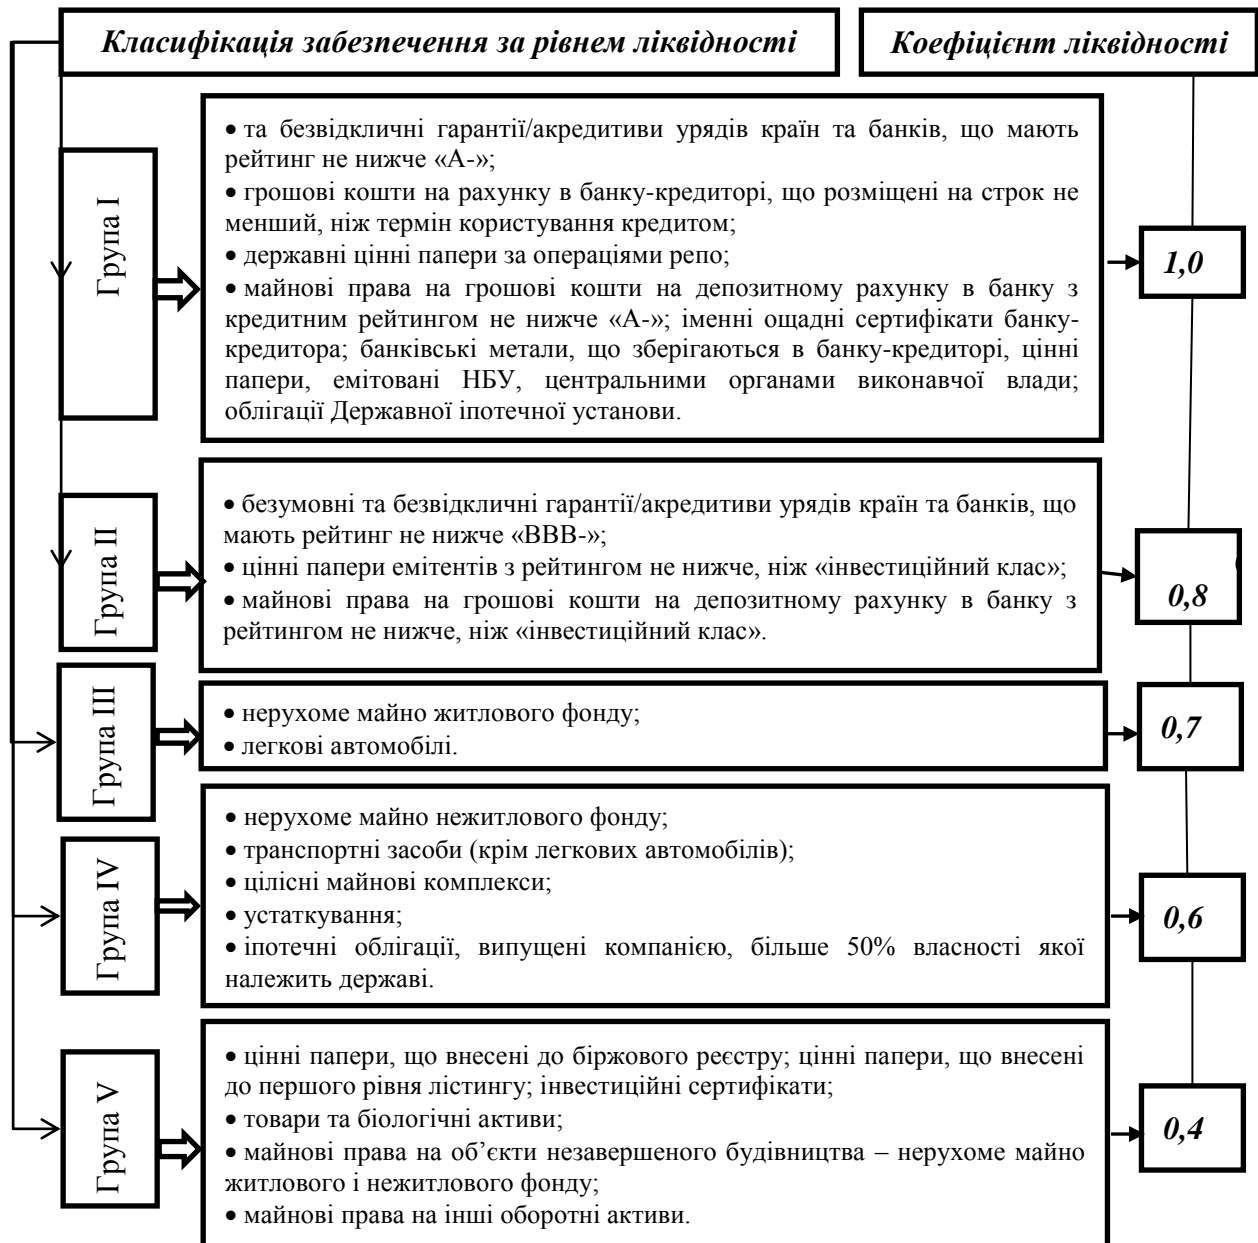 Класифікація забезпечення за рівнем ліквідності
Коефіцієнт ліквідності
Група I
• та безвідкличні гарантії/акредитиви урядів країн та банків, що мають
рейтинг не нижче «А-»;
• грошові кошти на рахунку в банку-кредиторі, що розміщені на строк не
менший, ніж термін користування кредитом;
• державні цінні папери за операціями репо;
• майнові права на грошові кошти на депозитному рахунку в банку з
кредитним рейтингом не нижче «А-»; іменні ощадні сертифікати банку-
кредитора; банківські метали, що зберігаються в банку-кредиторі, цінні
папери, емітовані НБУ, центральними органами виконавчої влади;
облігації Державної іпотечної установи.
1,0
Група II
• безумовні та безвідкличні гарантії/акредитиви урядів країн та банків, що
мають рейтинг не нижче «ВВВ-»;
• цінні папери емітентів з рейтингом не нижче, ніж «інвестиційний клас»;
• майнові права на грошові кошти на депозитному рахунку в банку з
рейтингом не нижче, ніж «інвестиційний клас».
0,8
Група III
• нерухоме майно житлового фонду;
• легкові автомобілі.
0,7
Група IV
• нерухоме майно нежитлового фонду;
• транспортні засоби (крім легкових автомобілів);
• цілісні майнові комплекси;
• устаткування;
• іпотечні облігації, випущені компанією, більше 50% власності якої
належить державі.
0,6
Група V
• цінні папери, що внесені до біржового реєстру; цінні папери, що внесені
до першого рівня лістингу; інвестиційні сертифікати;
• товари та біологічні активи;
• майнові права на об’єкти незавершеного будівництва – нерухоме майно
житлового і нежитлового фонду;
• майнові права на інші оборотні активи.
0,4